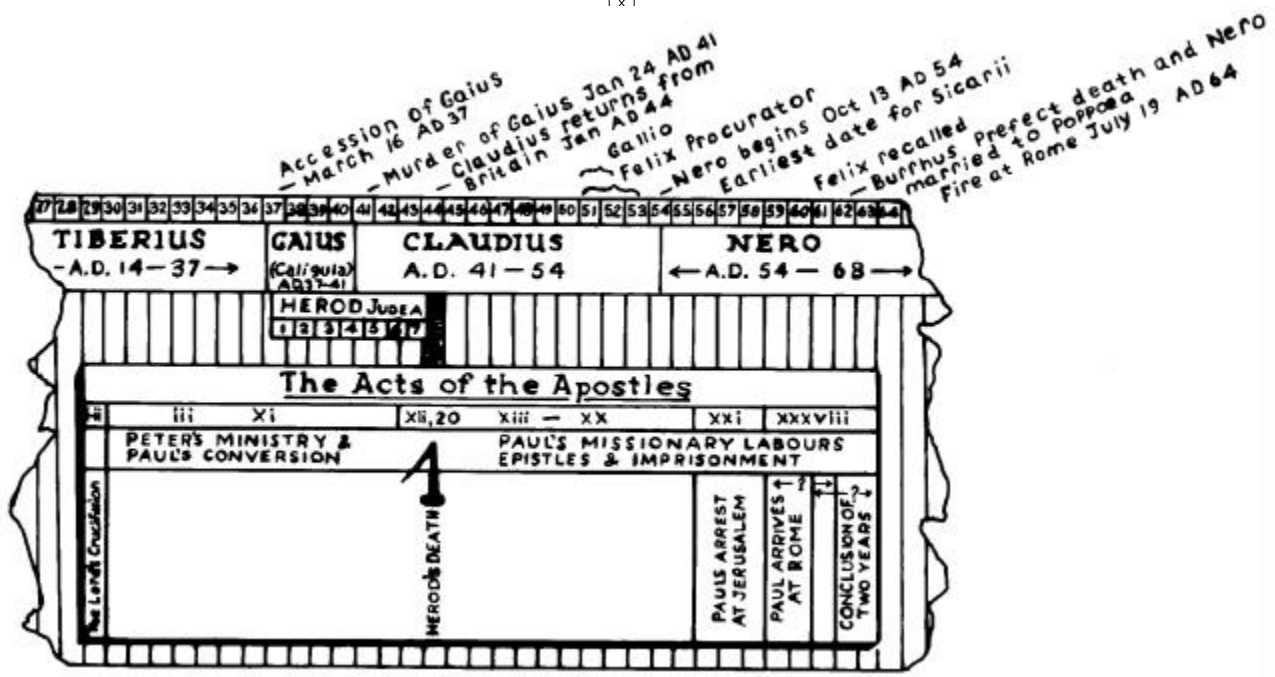 Accession of Gaius
– March 16 AD 37
– Murder of Gaius Jan 24 AD 41
– Claudius returns from
Britain Jan AD 44
Gallio
Felix Procurator
– Nero begins Oct 13 AD 54
Earliest date for Sicarii
Felix recalled
– Burrhus Prefect death and Nero
married to Poppoea
Fire at Rome July 19 AD 64
27 28 29 30 31 32 33 34 35 36 37 38 39 40 41 42 43 44 45 46 47 48 49 50 51 52 53 54 55 56 57 58 59 60 61 62 63 64
TIBERIUS
– A.D. 14 – 37 →
GAIUS
(Caligula)
AD 37–41
CLAUDIUS
A.D. 41 – 54
NERO
← A.D. 54 – 68 →
HEROD JUDEA
1 2 3 4 5 6 7
The Acts of the Apostles
iii xi xii,20 xiii – xx xxi xxxviii
PETER'S MINISTRY &
PAUL'S CONVERSION
PAUL'S MISSIONARY LABOURS
EPISTLES & IMPRISONMENT
The Lord's Crucifixion
HEROD'S DEATH
PAULS ARREST
AT JERUSALEM
← ? →
PAUL ARRIVES
AT ROME
← ? →
CONCLUSION OF
TWO YEARS